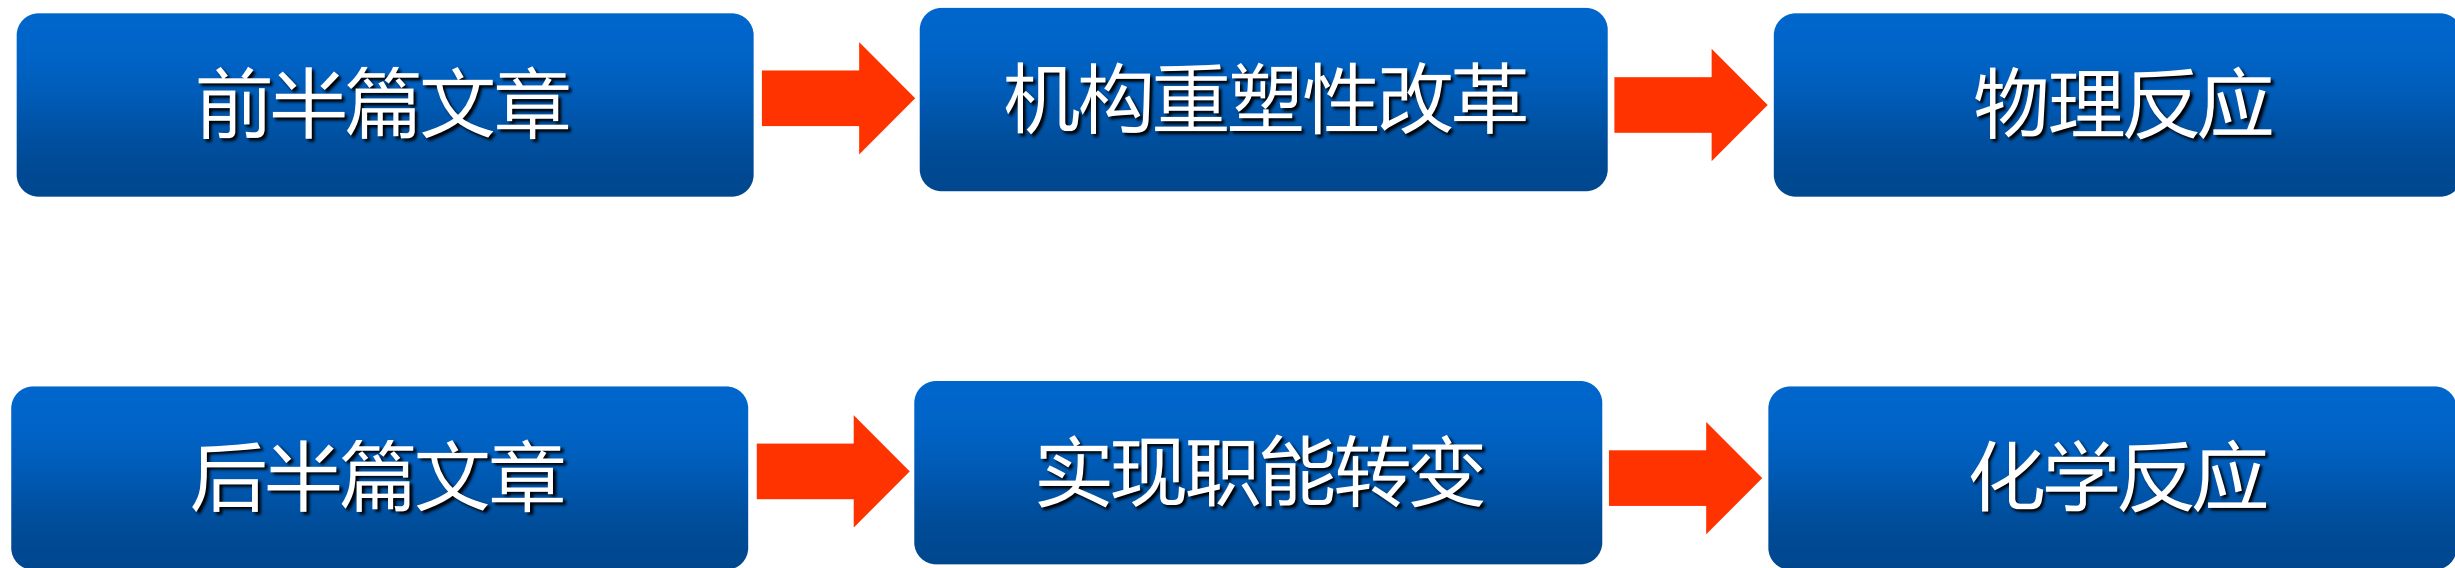 前半篇文章
机构重塑性改革
物理反应
后半篇文章
实现职能转变
化学反应